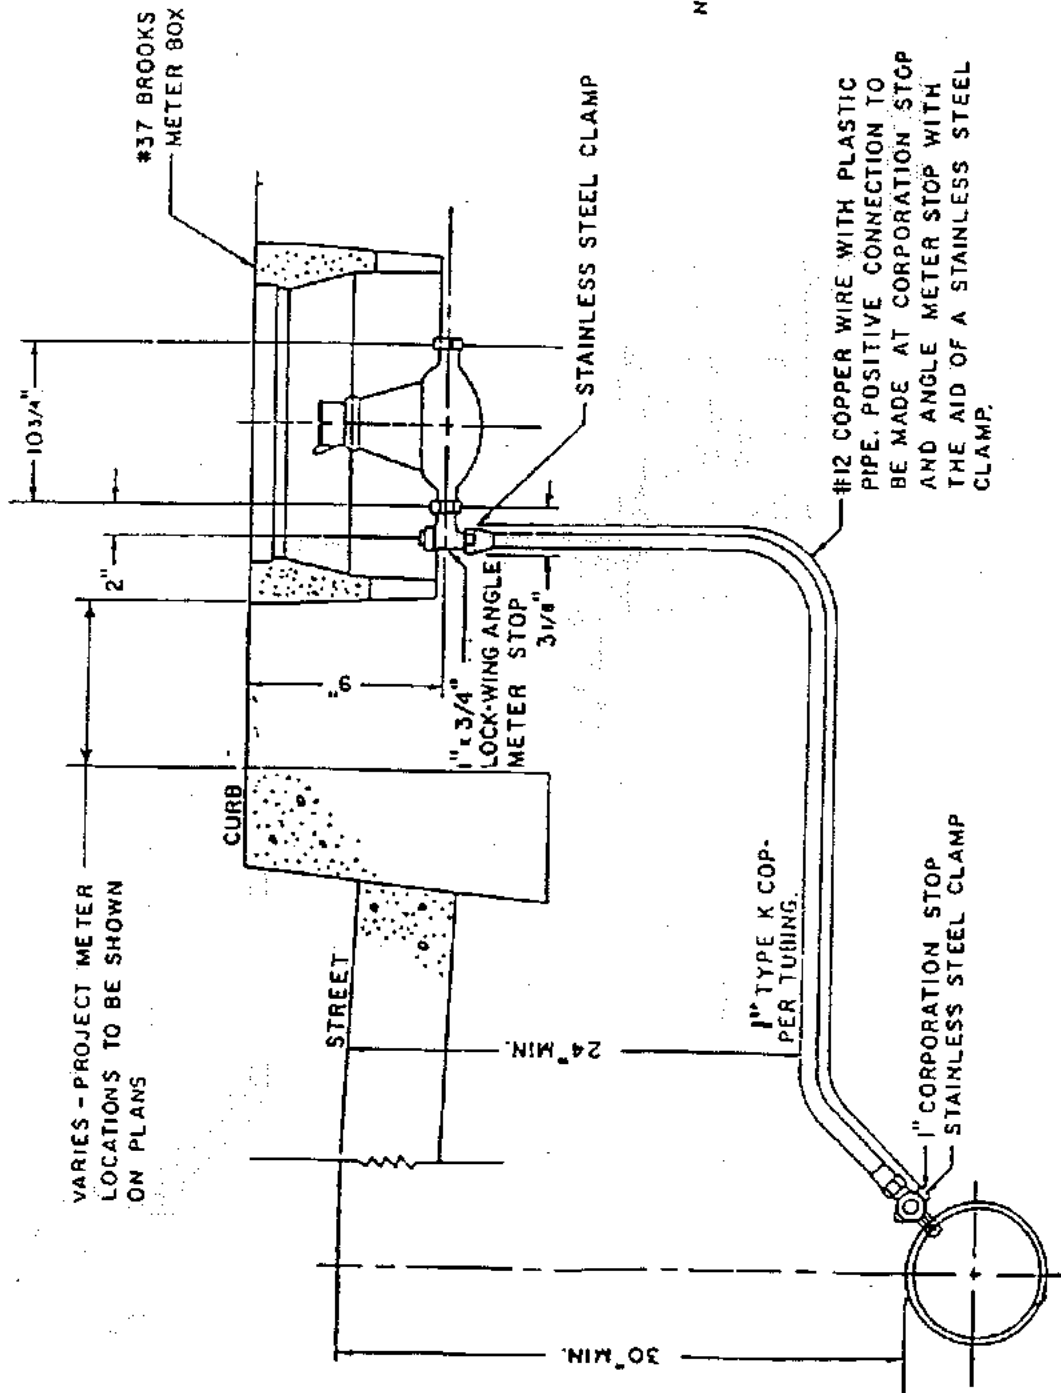 #37 BROOKS
METER BOX
10 3/4"
2"
VARIES - PROJECT METER
LOCATIONS TO BE SHOWN
ON PLANS
CURB
STREET
9"
1" x 3/4"
LOCK-WING ANGLE
METER STOP
3 1/8"
STAINLESS STEEL CLAMP
#12 COPPER WIRE WITH PLASTIC
PIPE. POSITIVE CONNECTION TO
BE MADE AT CORPORATION STOP
AND ANGLE METER STOP WITH
THE AID OF A STAINLESS STEEL
CLAMP.
24" MIN.
1" TYPE K COP-
PER TUBING.
1" CORPORATION STOP
STAINLESS STEEL CLAMP
30" MIN.
N